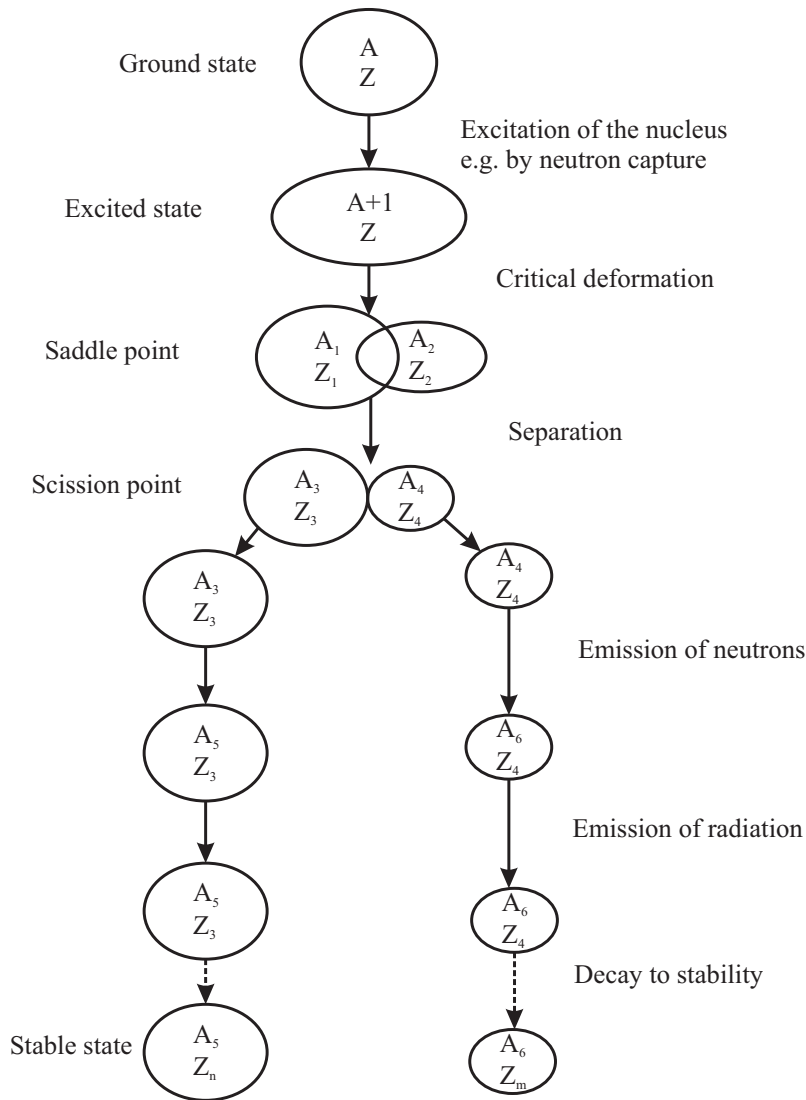 Ground state
A
Z
Excitation of the nucleus
e.g. by neutron capture
Excited state
A+1
Z
Critical deformation
Saddle point
A₁
Z₁
A₂
Z₂
Separation
Scission point
A₃
Z₃
A₄
Z₄
A₃
Z₃
A₄
Z₄
Emission of neutrons
A₅
Z₃
A₆
Z₄
Emission of radiation
A₅
Z₃
A₆
Z₄
Decay to stability
Stable state
A₅
Zₙ
A₆
Zₘ